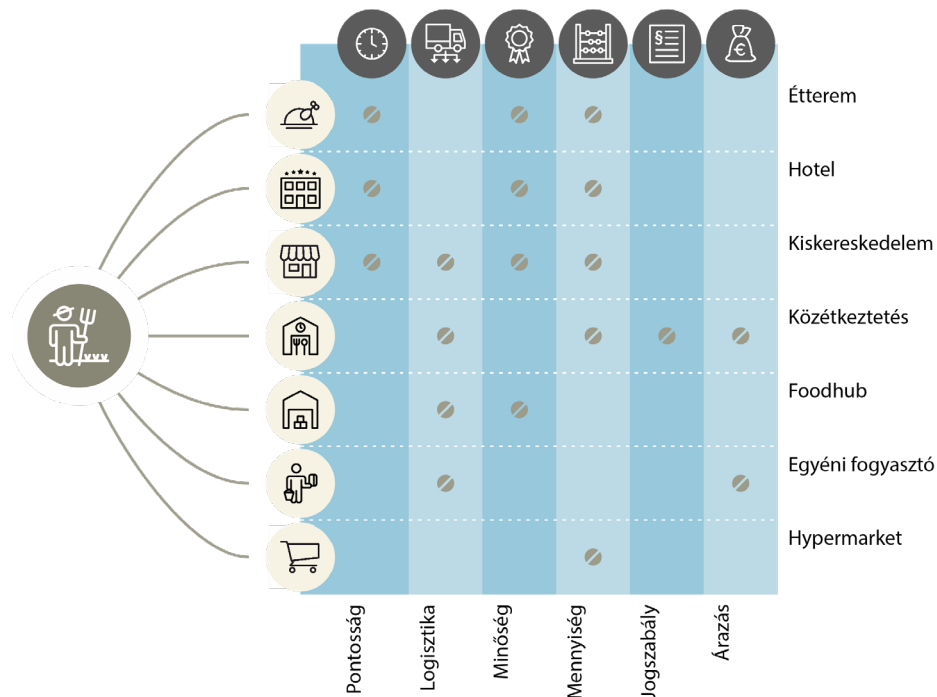 §
€
Étterem
Hotel
Kiskereskedelem
Közétkeztetés
Foodhub
Egyéni fogyasztó
Hypermarket
Pontosság
Logisztika
Minőség
Mennyiség
Jogszabály
Árazás